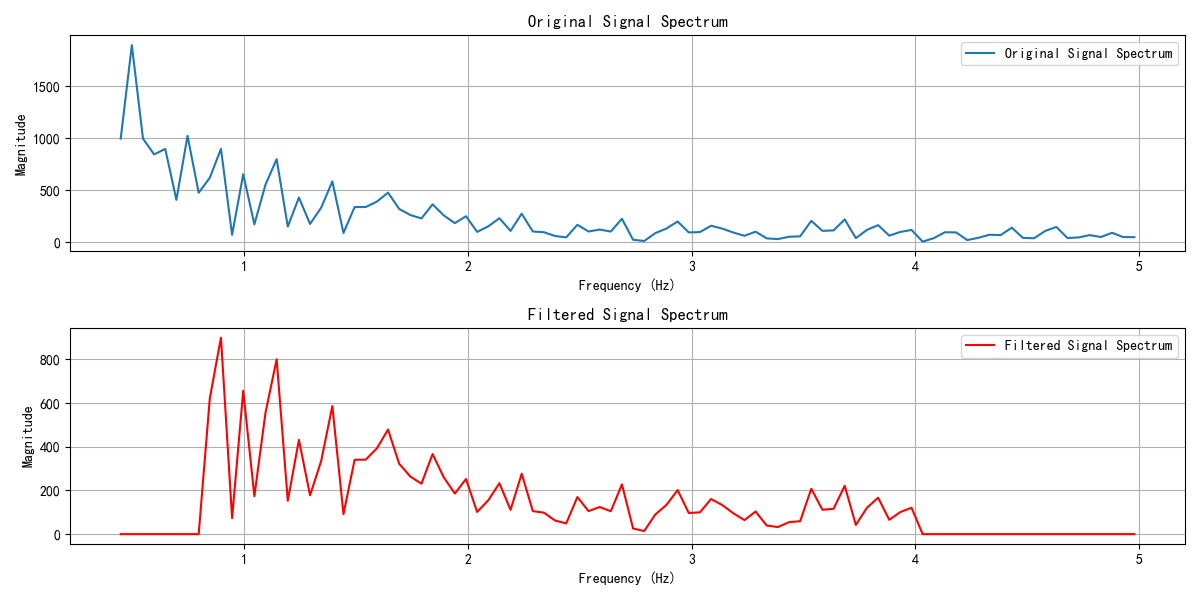 Original Signal Spectrum
Original Signal Spectrum
Magnitude
1500
1000
500
0
1 2 3 4 5
Frequency (Hz)
Filtered Signal Spectrum
Filtered Signal Spectrum
Magnitude
800
600
400
200
0
1 2 3 4 5
Frequency (Hz)